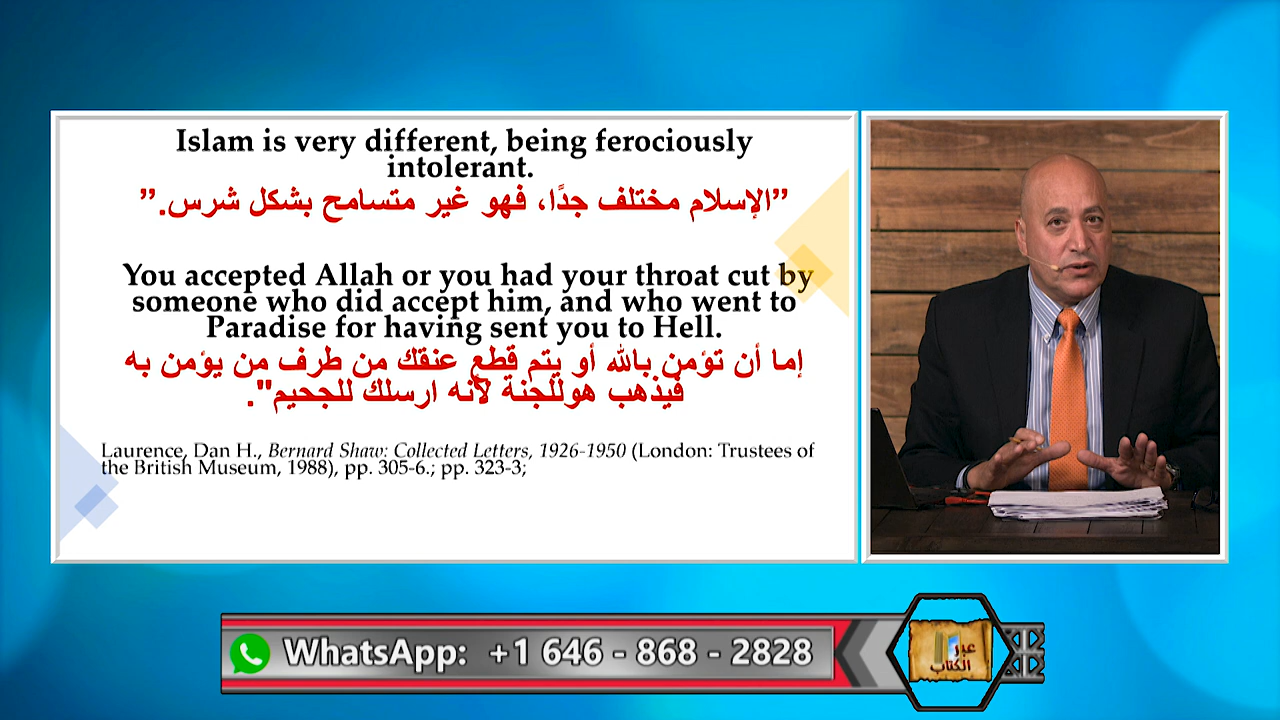 Islam is very different, being ferociously
intolerant.
”الإسلام مختلف جدًا، فهو غير متسامح بشكل شرس.”
You accepted Allah or you had your throat cut by
someone who did accept him, and who went to
Paradise for having sent you to Hell.
إما أن تؤمن بالله أو يتم قطع عنقك من طرف من يؤمن به
فيذهب هوللجنة لأنه ارسلك للجحيم".
Laurence, Dan H., Bernard Shaw: Collected Letters, 1926-1950 (London: Trustees of
the British Museum, 1988), pp. 305-6.; pp. 323-3;
WhatsApp: +1 646 - 868 - 2828
عبر
الكتاب